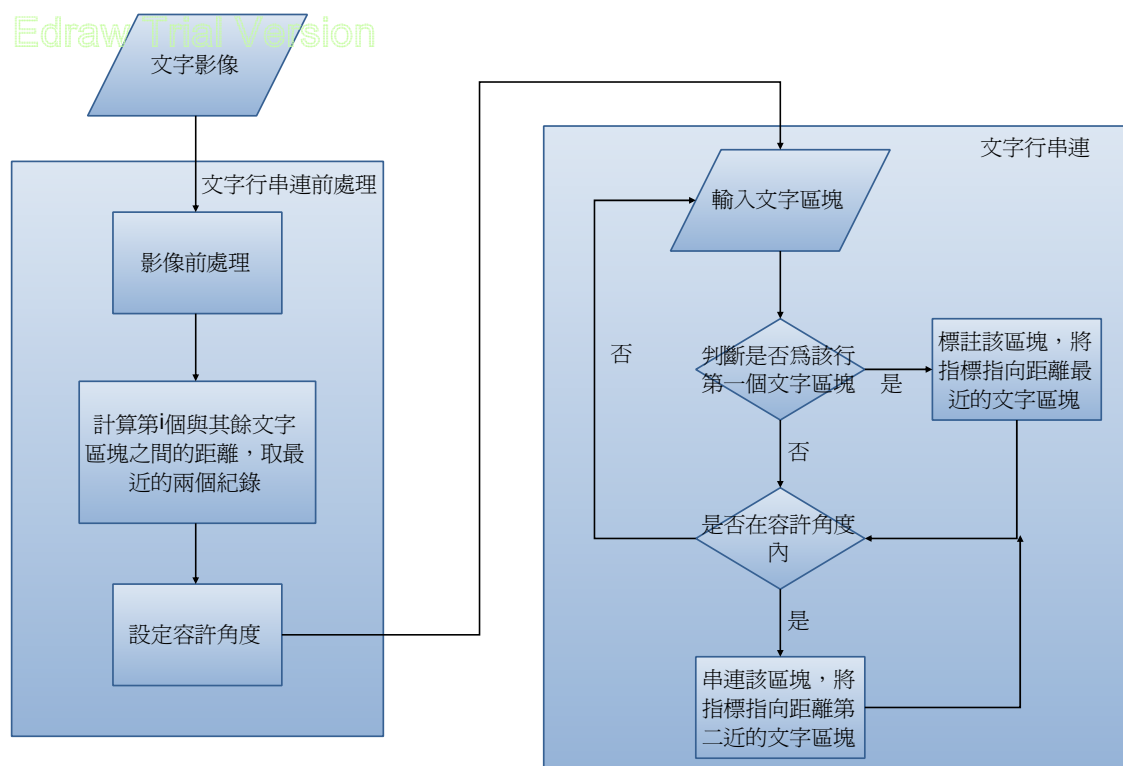 Edraw Trial Version
文字影像
文字行串連前處理
影像前處理
計算第i個與其餘文字
區塊之間的距離，取最
近的兩個紀錄
設定容許角度
文字行串連
輸入文字區塊
判斷是否為該行
第一個文字區塊
是
標註該區塊，將
指標指向距離最
近的文字區塊
否
否
是否在容許角度
內
是
串連該區塊，將
指標指向距離第
二近的文字區塊